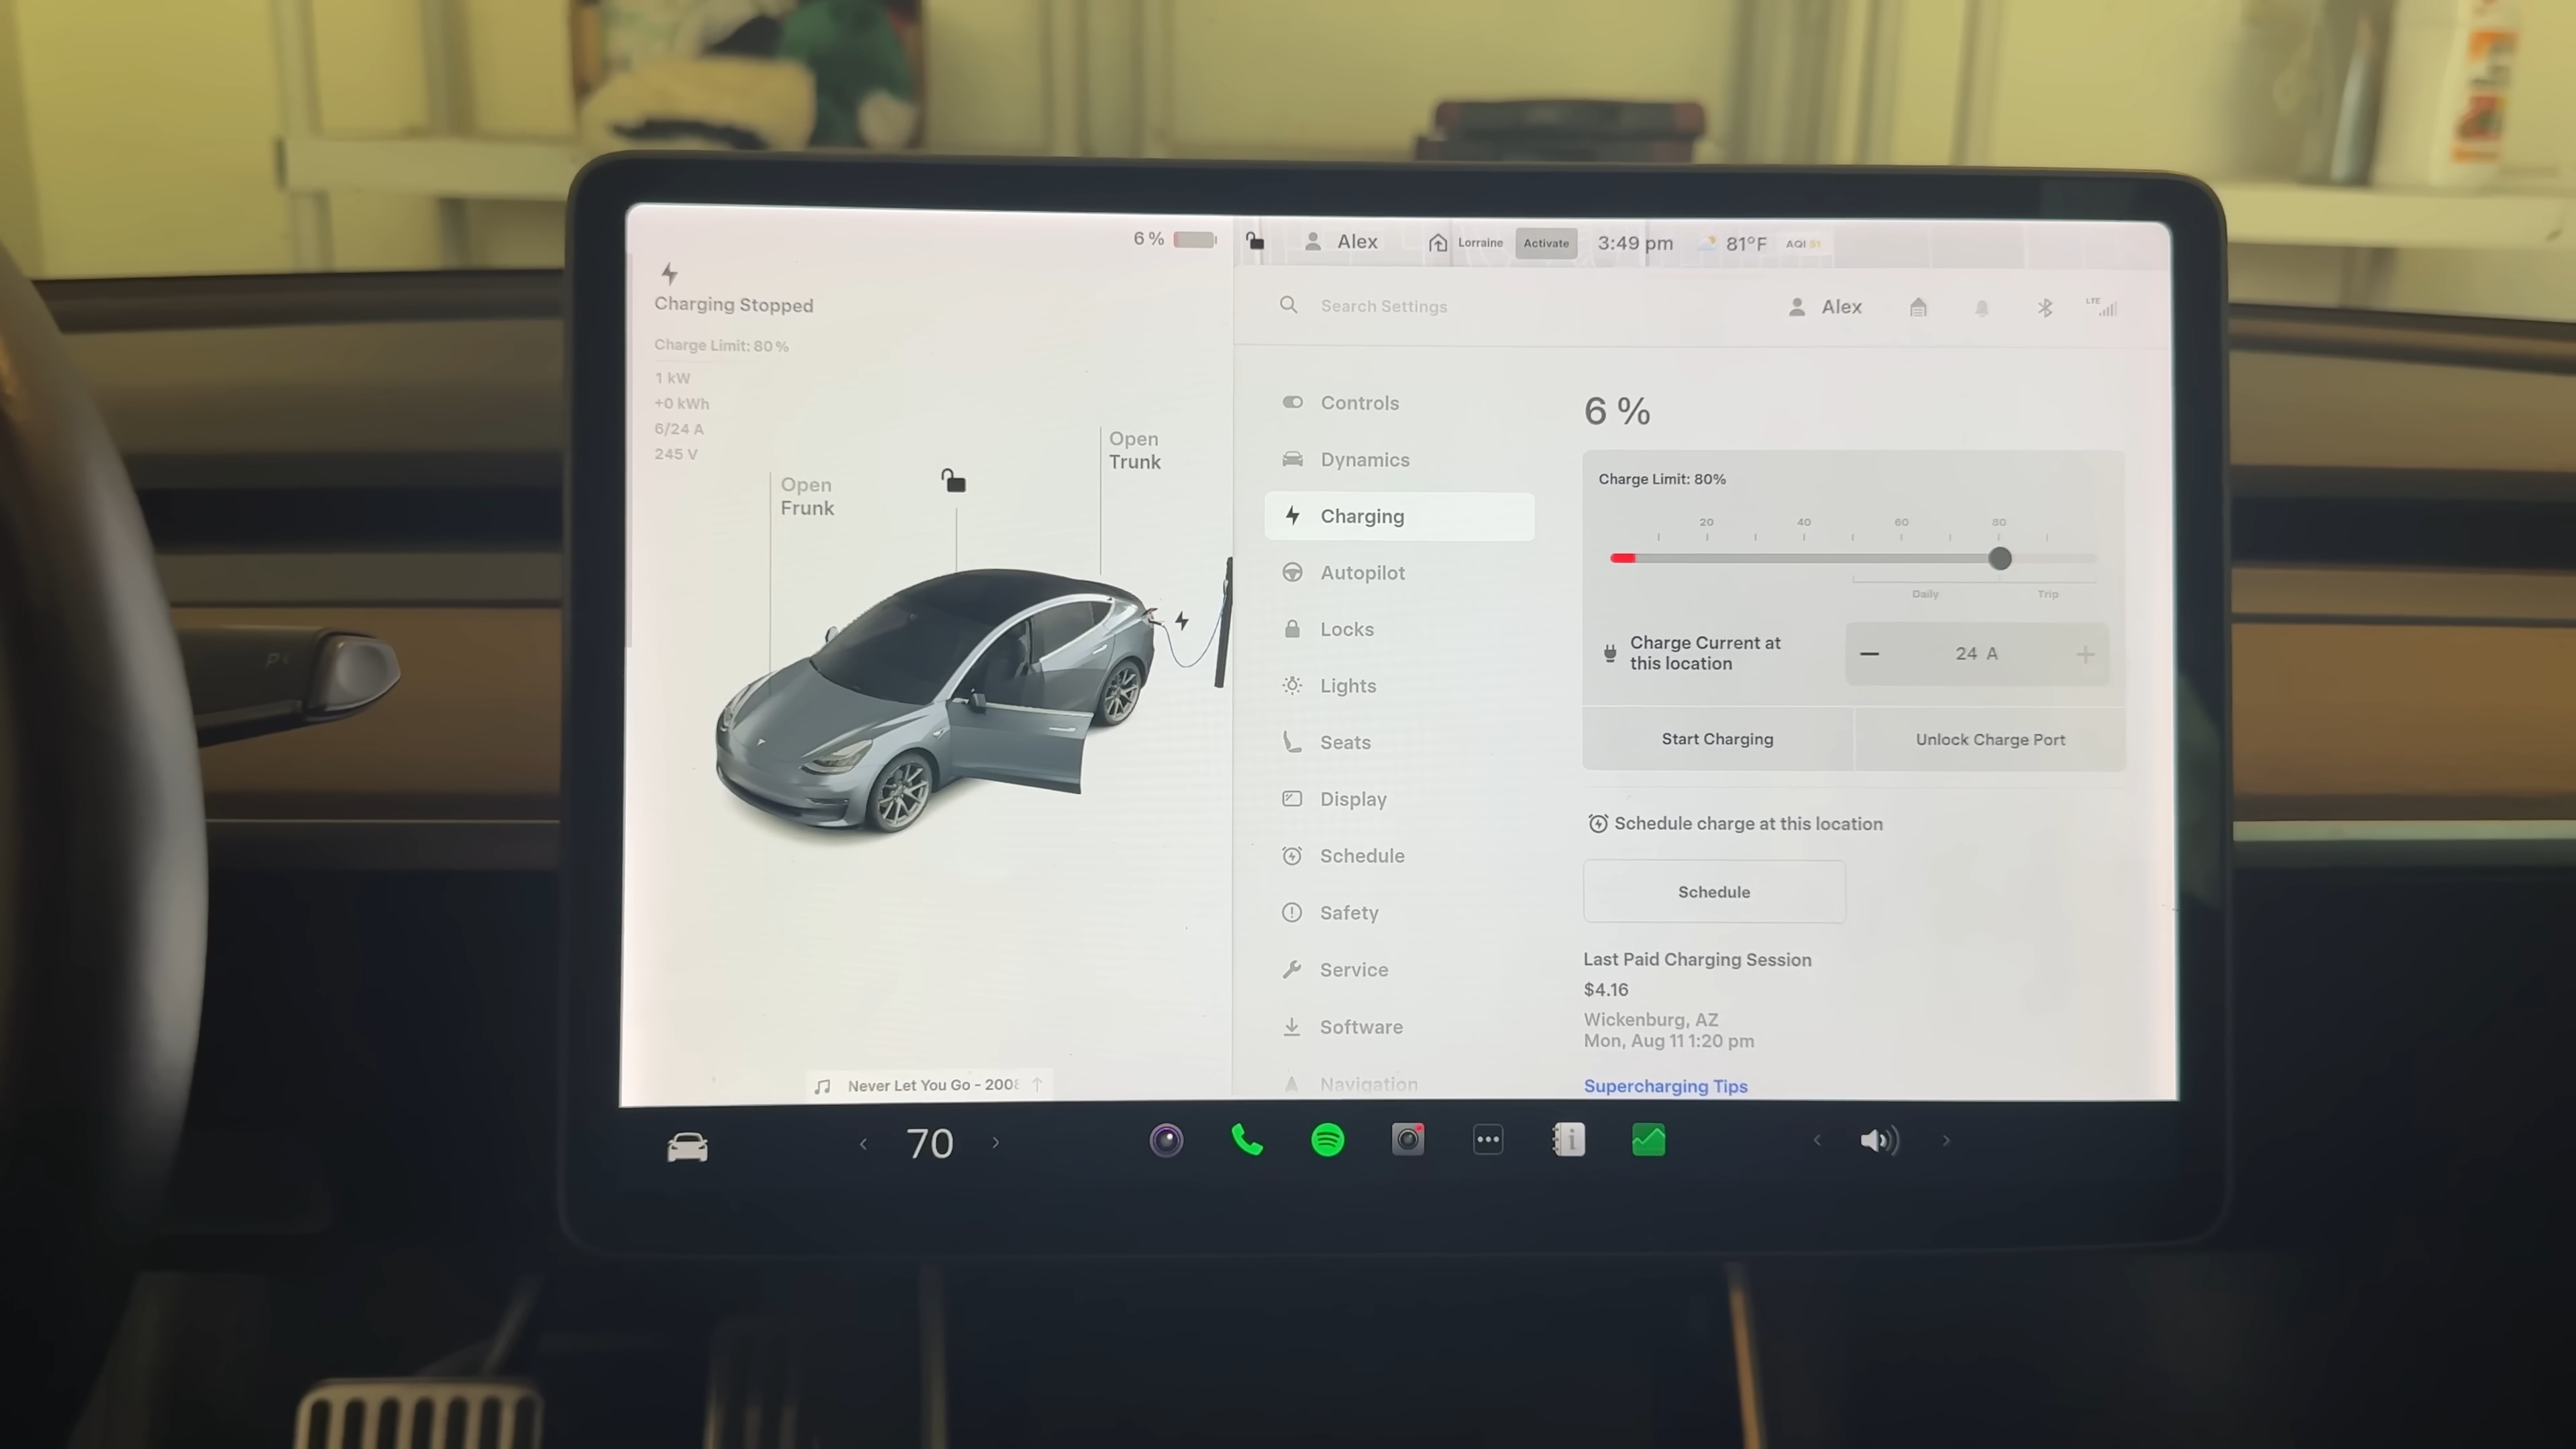 6 %
Alex
Lorraine
Activate
3:49 pm
81°F
AQI 51
Charging Stopped
Charge Limit: 80 %
1 kW
+0 kWh
6/24 A
245 V
Open
Frunk
Open
Trunk
Never Let You Go - 2008
Search Settings
Alex
LTE
Controls
Dynamics
Charging
Autopilot
Locks
Lights
Seats
Display
Schedule
Safety
Service
Software
Navigation
6 %
Charge Limit: 80%
20 40 60 80
Daily Trip
Charge Current at
this location
24 A
Start Charging
Unlock Charge Port
Schedule charge at this location
Schedule
Last Paid Charging Session
$4.16
Wickenburg, AZ
Mon, Aug 11 1:20 pm
Supercharging Tips
70